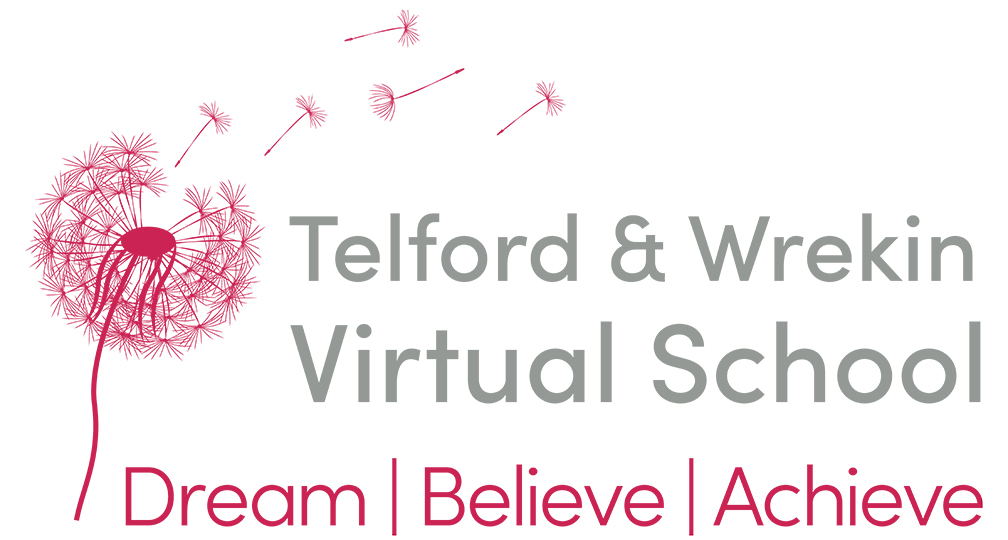 Telford & Wrekin
Virtual School
Dream | Believe | Achieve